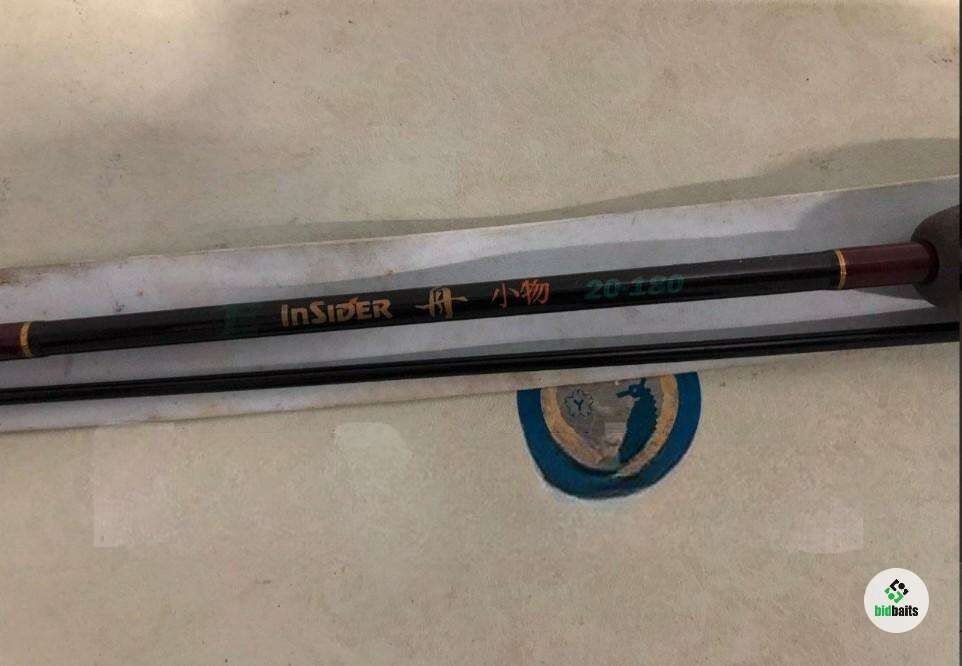 InSIDER 舟 小物 20-180
Y
bidbaits